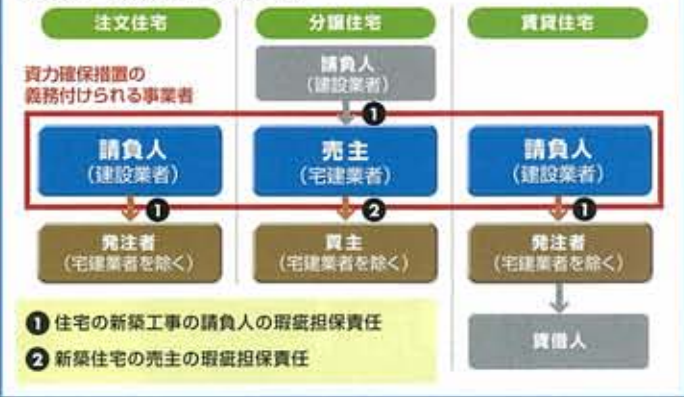 注文住宅
分譲住宅
賃貸住宅
資力確保措置の
義務付けられる事業者
請負人
(建設業者)
❶
請負人
(建設業者)
売主
(宅建業者)
請負人
(建設業者)
❶
❷
❶
発注者
(宅建業者を除く)
買主
(宅建業者を除く)
発注者
(宅建業者を除く)
❶ 住宅の新築工事の請負人の瑕疵担保責任
❷ 新築住宅の売主の瑕疵担保責任
賃借人